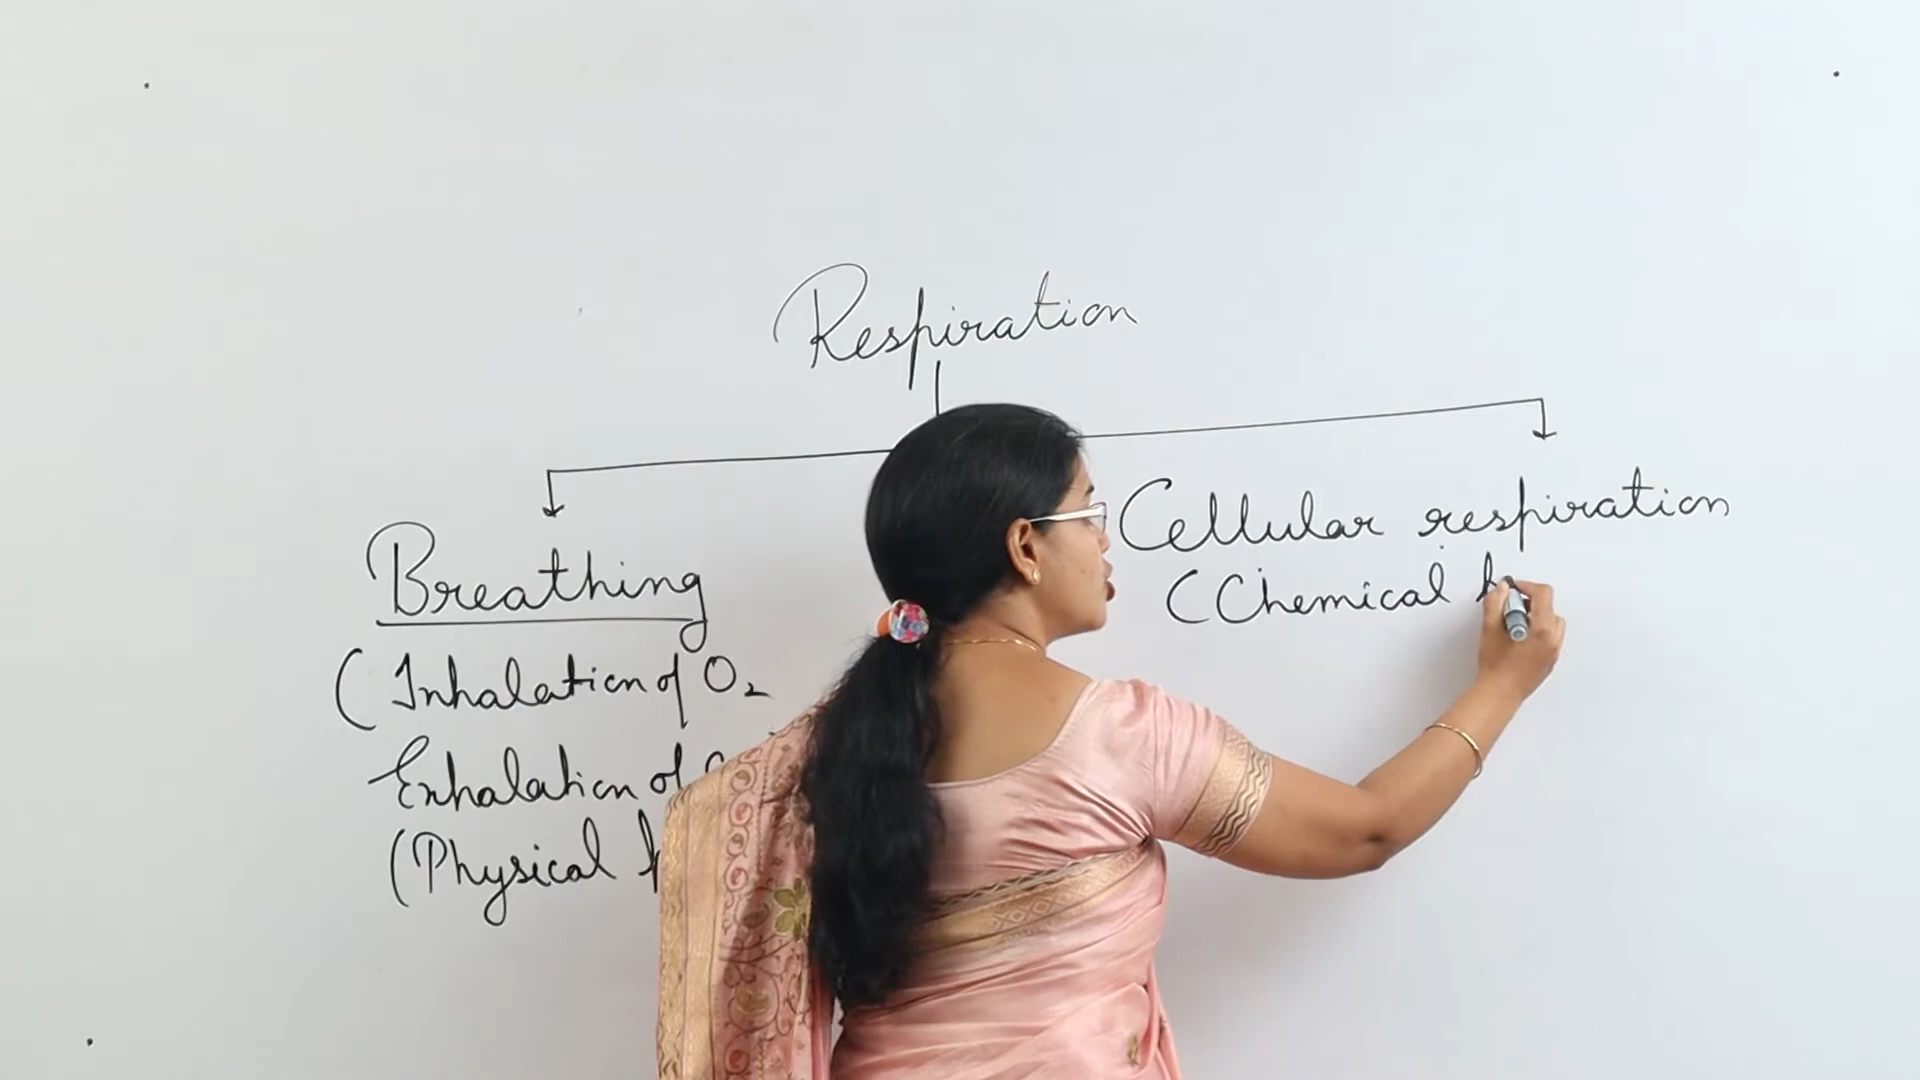 Respiration
Breathing
(Inhalation of O₂
Exhalation of
(Physical
Cellular respiration
(Chemical